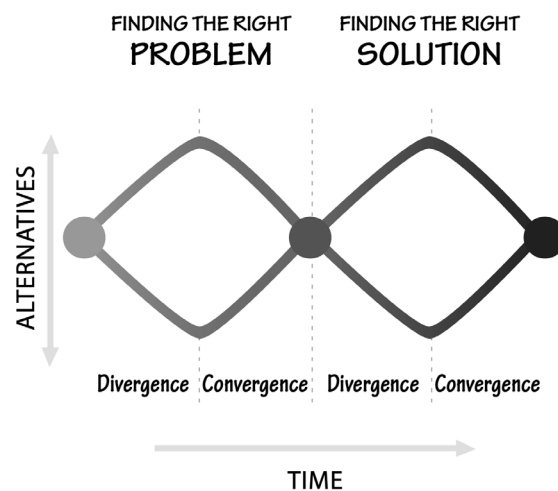 FINDING THE RIGHT
PROBLEM
FINDING THE RIGHT
SOLUTION
ALTERNATIVES
Divergence
Convergence
Divergence
Convergence
TIME